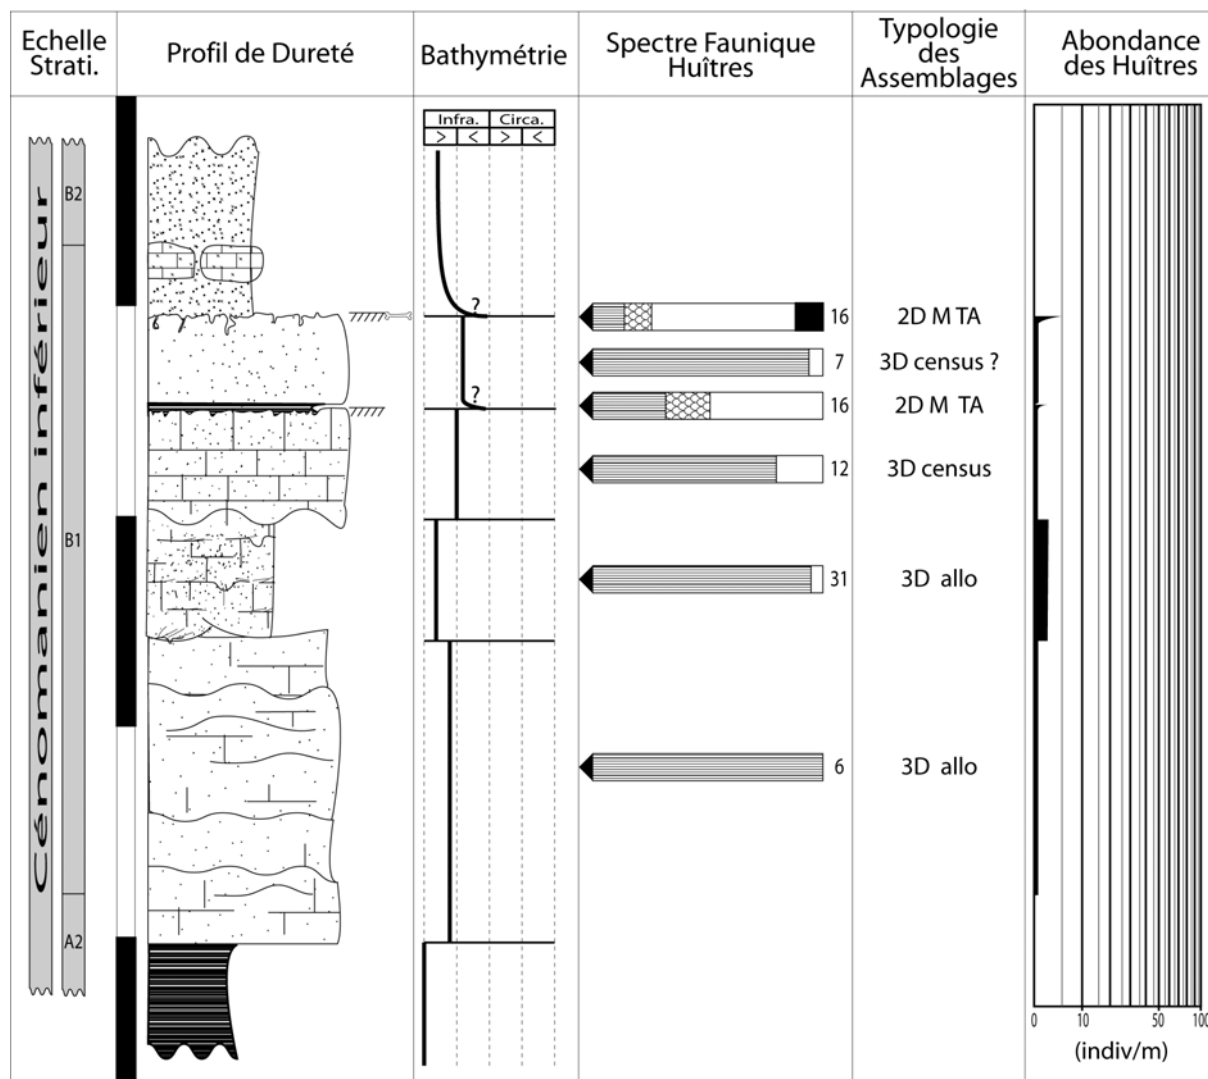 Echelle
Strati.
Profil de Dureté
Bathymétrie
Spectre Faunique
Huîtres
Typologie
des
Assemblages
Abondance
des Huîtres
Infra.
Circa.
> < > <
Cénomanien inférieur
B2
B1
A2
?
?
16
2D M TA
7
3D census ?
16
2D M TA
12
3D census
31
3D allo
6
3D allo
0 10 50 100
(indiv/m)